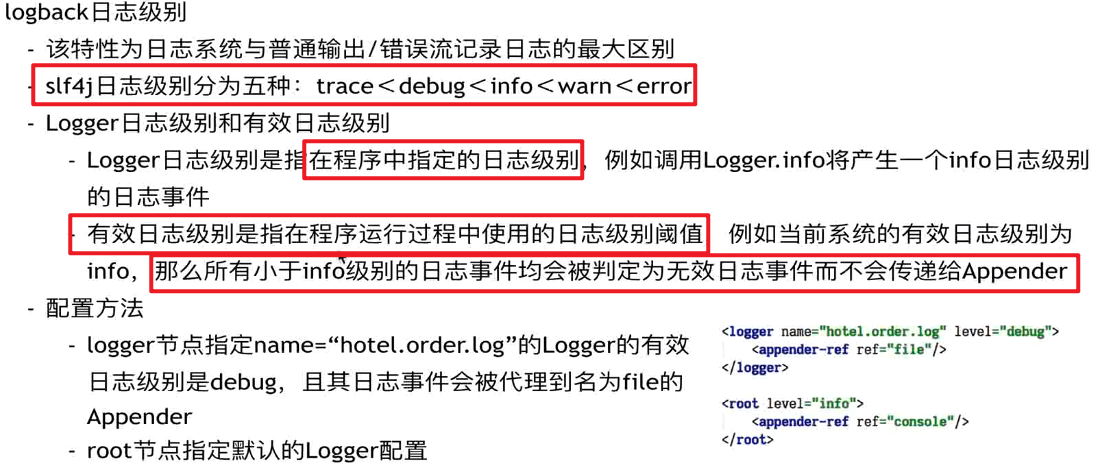 logback日志级别
- 该特性为日志系统与普通输出/错误流记录日志的最大区别
- slf4j日志级别分为五种：trace＜debug＜info＜warn＜error
- Logger日志级别和有效日志级别
- Logger日志级别是指在程序中指定的日志级别，例如调用Logger.info将产生一个info日志级别
的日志事件
- 有效日志级别是指在程序运行过程中使用的日志级别阈值 例如当前系统的有效日志级别为
info，那么所有小于info级别的日志事件均会被判定为无效日志事件而不会传递给Appender
- 配置方法
- logger节点指定name=“hotel.order.log”的Logger的有效
日志级别是debug，且其日志事件会被代理到名为file的
Appender
- root节点指定默认的Logger配置
<logger name="hotel.order.log" level="debug">
<appender-ref ref="file"/>
</logger>
<root level="info">
<appender-ref ref="console"/>
</root>